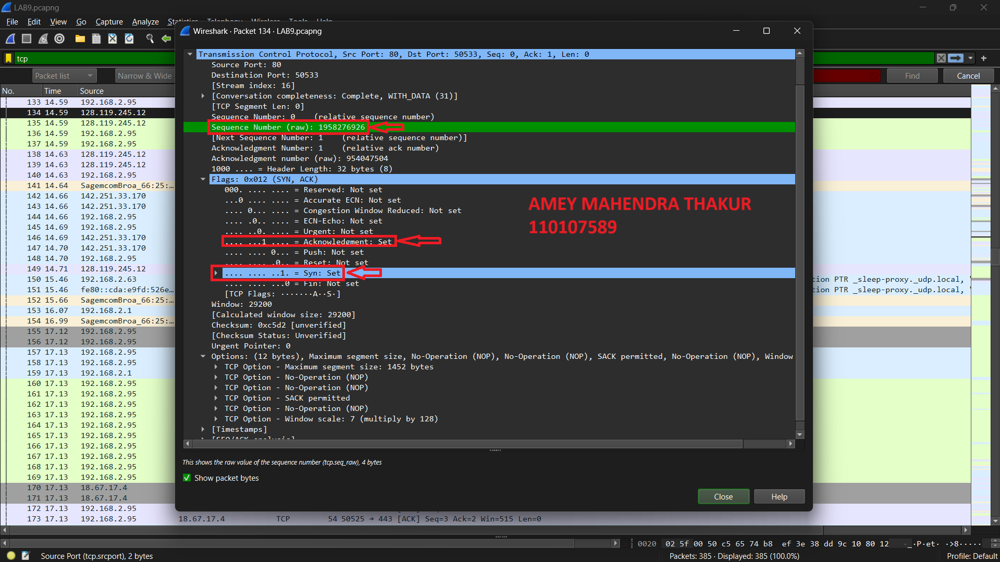 LAB9.pcapng
File Edit View Go Capture Analyze Statistics Telephony Wireless Tools Help
Wireshark · Packet 134 · LAB9.pcapng
tcp
Packet list Narrow & Wide Find Cancel
No. Time Source
133 14.59 192.168.2.95
134 14.59 128.119.245.12
135 14.59 128.119.245.12
136 14.59 192.168.2.95
137 14.59 192.168.2.95
138 14.63 128.119.245.12
139 14.63 128.119.245.12
140 14.63 192.168.2.95
141 14.64 SagemcomBroa_66:25:…
142 14.66 142.251.33.170
143 14.66 142.251.33.170
144 14.66 192.168.2.95
145 14.69 192.168.2.95
146 14.69 142.251.33.170
147 14.70 142.251.33.170
148 14.70 192.168.2.95
149 14.71 128.119.245.12
150 15.46 192.168.2.63
151 15.46 fe80::cda:e9fd:526e…
152 15.66 SagemcomBroa_66:25:…
153 16.07 192.168.2.1
154 16.99 SagemcomBroa_66:25:…
155 17.12 192.168.2.95
156 17.12 192.168.2.95
157 17.13 192.168.2.95
158 17.13 192.168.2.95
159 17.13 192.168.2.1
160 17.13 192.168.2.95
161 17.13 192.168.2.95
162 17.13 192.168.2.95
163 17.13 192.168.2.95
164 17.13 192.168.2.95
165 17.13 192.168.2.95
166 17.13 192.168.2.95
167 17.13 192.168.2.95
168 17.13 192.168.2.95
169 17.13 192.168.2.95
170 17.13 18.67.17.4
171 17.13 18.67.17.4
172 17.13 192.168.2.95
173 17.13 192.168.2.95 18.67.17.4 TCP 54 50525 → 443 [ACK] Seq=3 Ack=2 Win=515 Len=0
Transmission Control Protocol, Src Port: 80, Dst Port: 50533, Seq: 0, Ack: 1, Len: 0
Source Port: 80
Destination Port: 50533
[Stream index: 16]
[Conversation completeness: Complete, WITH_DATA (31)]
[TCP Segment Len: 0]
Sequence Number: 0 (relative sequence number)
Sequence Number (raw): 1958276926
[Next Sequence Number: 1 (relative sequence number)]
Acknowledgment Number: 1 (relative ack number)
Acknowledgment number (raw): 954047504
1000 .... = Header Length: 32 bytes (8)
Flags: 0x012 (SYN, ACK)
000. .... .... = Reserved: Not set
...0 .... .... = Accurate ECN: Not set
.... 0... .... = Congestion Window Reduced: Not set
.... .0.. .... = ECN-Echo: Not set
.... ..0. .... = Urgent: Not set
.... ...1 .... = Acknowledgment: Set
.... .... 0... = Push: Not set
.... .... .0.. = Reset: Not set
.... .... ..1. = Syn: Set
.... .... ...0 = Fin: Not set
[TCP Flags: ·······A··S·]
Window: 29200
[Calculated window size: 29200]
Checksum: 0xc5d2 [unverified]
[Checksum Status: Unverified]
Urgent Pointer: 0
Options: (12 bytes), Maximum segment size, No-Operation (NOP), No-Operation (NOP), SACK permitted, No-Operation (NOP), Window
TCP Option - Maximum segment size: 1452 bytes
TCP Option - No-Operation (NOP)
TCP Option - No-Operation (NOP)
TCP Option - SACK permitted
TCP Option - No-Operation (NOP)
TCP Option - Window scale: 7 (multiply by 128)
[Timestamps]
[SEQ/ACK analysis]
AMEY MAHENDRA THAKUR
110107589
tion PTR _sleep-proxy._udp.local, "
tion PTR _sleep-proxy._udp.local, "
This shows the raw value of the sequence number (tcp.seq_raw), 4 bytes
Show packet bytes
Close Help
0020 02 5f 00 50 c5 65 74 b8 ef 3e 38 dd 9c 10 80 12 ·_·P·et· ·>8·····
Source Port (tcp.srcport), 2 bytes Packets: 385 · Displayed: 385 (100.0%) Profile: Default